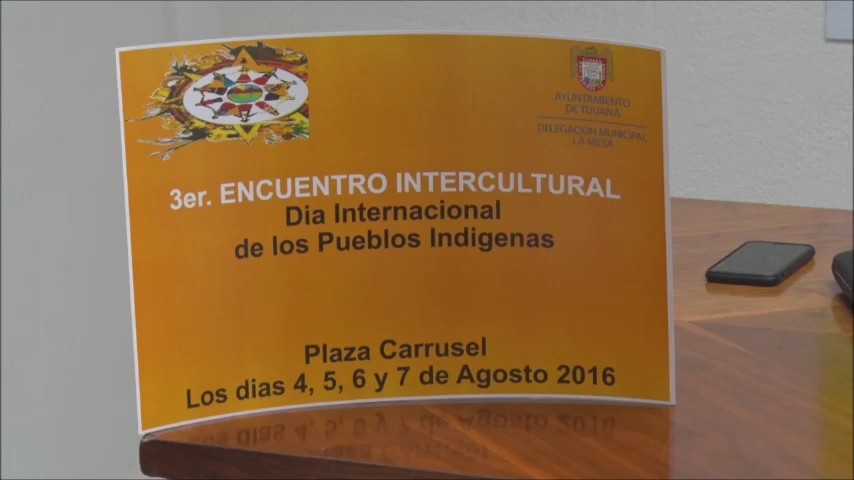 AYUNTAMIENTO
DE TIJUANA
DELEGACIÓN MUNICIPAL
LA MESA
3er. ENCUENTRO INTERCULTURAL
Dia Internacional
de los Pueblos Indigenas
Plaza Carrusel
Los dias 4, 5, 6 y 7 de Agosto 2016